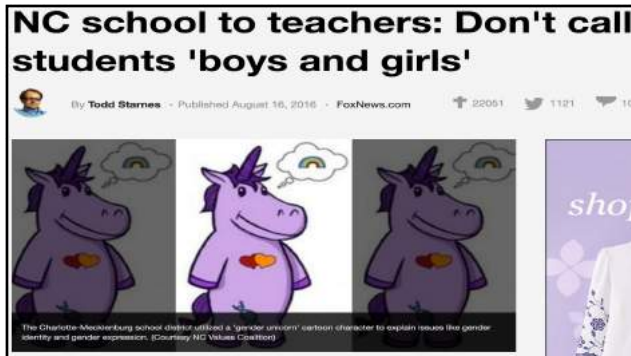 NC school to teachers: Don't call
students 'boys and girls'
By Todd Starnes · Published August 16, 2016 · FoxNews.com 22051 1121 10
shop
The Charlotte-Mecklenburg school district utilized a 'gender unicorn' cartoon character to explain issues like gender
identity and gender expression. (Courtesy NC Values Coalition)